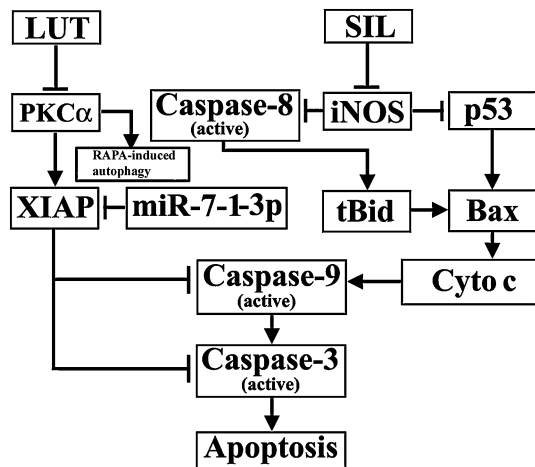 LUT
SIL
PKCα
Caspase-8
(active)
iNOS
p53
RAPA-induced
autophagy
XIAP
miR-7-1-3p
tBid
Bax
Caspase-9
(active)
Cyto c
Caspase-3
(active)
Apoptosis